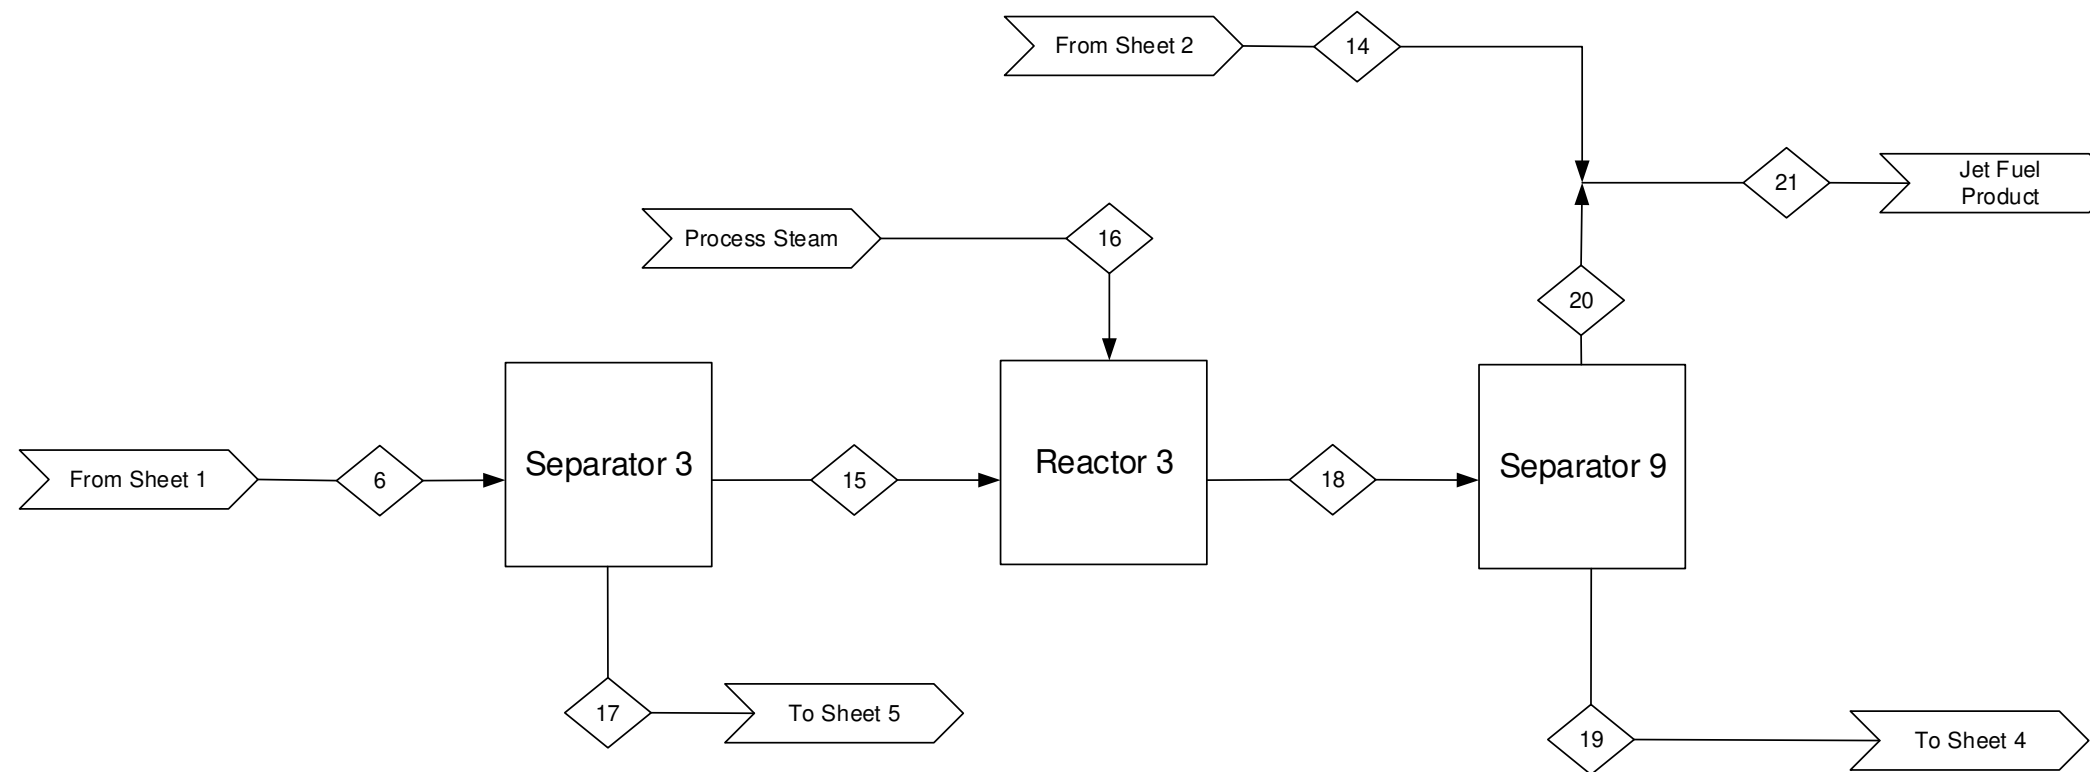 From Sheet 2
14
Jet Fuel
Product
21
Process Steam
16
20
Separator 3
Reactor 3
Separator 9
From Sheet 1
6
15
18
17
To Sheet 5
19
To Sheet 4